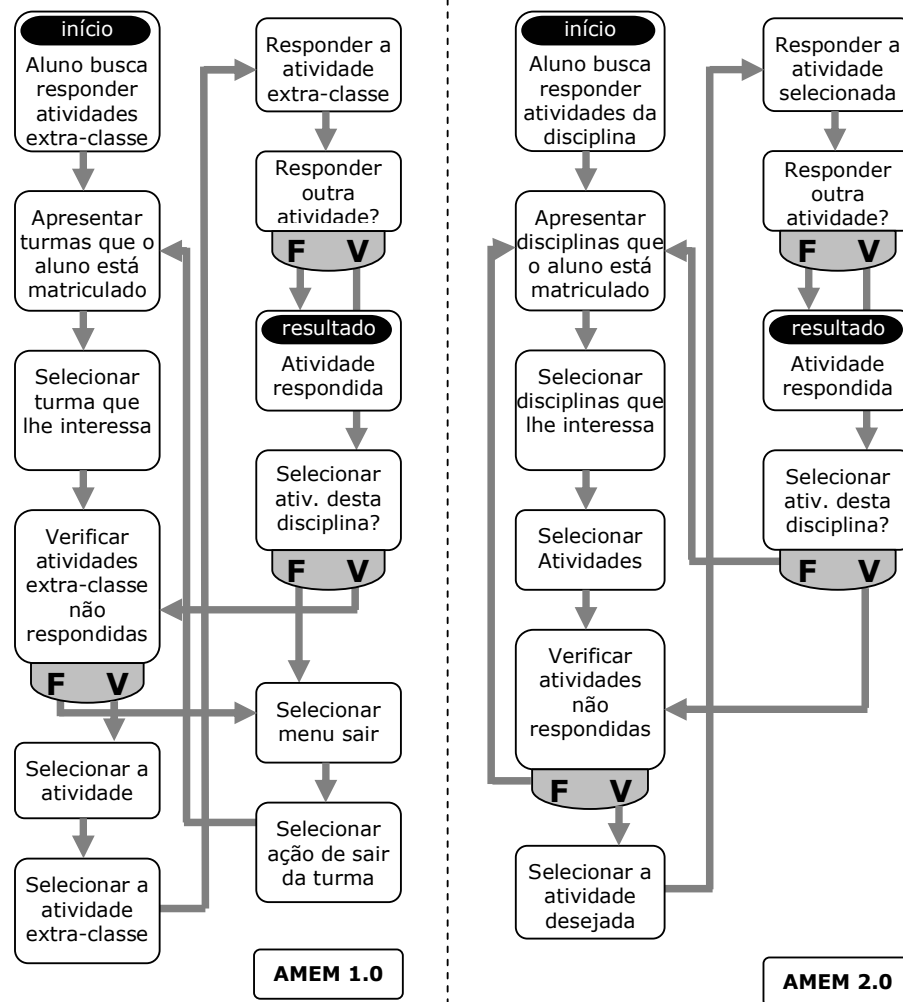 início
Aluno busca
responder
atividades
extra-classe
Apresentar
turmas que o
aluno está
matriculado
Selecionar
turma que
lhe interessa
Verificar
atividades
extra-classe
não
respondidas
F V
Selecionar a
atividade
Selecionar a
atividade
extra-classe
Responder a
atividade
extra-classe
Responder
outra
atividade?
F V
resultado
Atividade
respondida
Selecionar
ativ. desta
disciplina?
F V
Selecionar
menu sair
Selecionar
ação de sair
da turma
AMEM 1.0
início
Aluno busca
responder
atividades da
disciplina
Apresentar
disciplinas que
o aluno está
matriculado
Selecionar
disciplinas que
lhe interessa
Selecionar
Atividades
Verificar
atividades
não
respondidas
F V
Selecionar a
atividade
desejada
Responder a
atividade
selecionada
Responder
outra
atividade?
F V
resultado
Atividade
respondida
Selecionar
ativ. desta
disciplina?
F V
AMEM 2.0